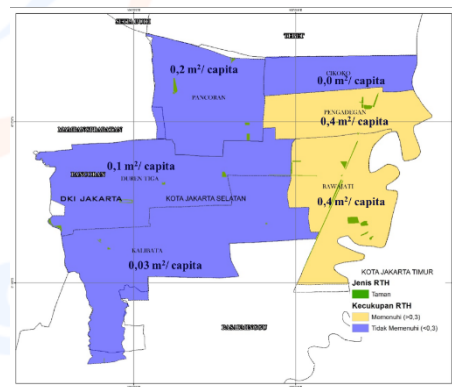 TEBET
0,2 m²/ capita
PANCORAN
CIKOKO
0,0 m²/ capita
PENGADEGAN
0,4 m²/ capita
0,1 m²/ capita
DUREN TIGA
RAWAJATI
DKI JAKARTA
KOTA JAKARTA SELATAN
0,4 m²/ capita
KALIBATA
0,03 m²/ capita
KOTA JAKARTA TIMUR
Jenis RTH
Taman
Kecukupan RTH
Memenuhi (>0,3)
Tidak Memenuhi (<0,3)